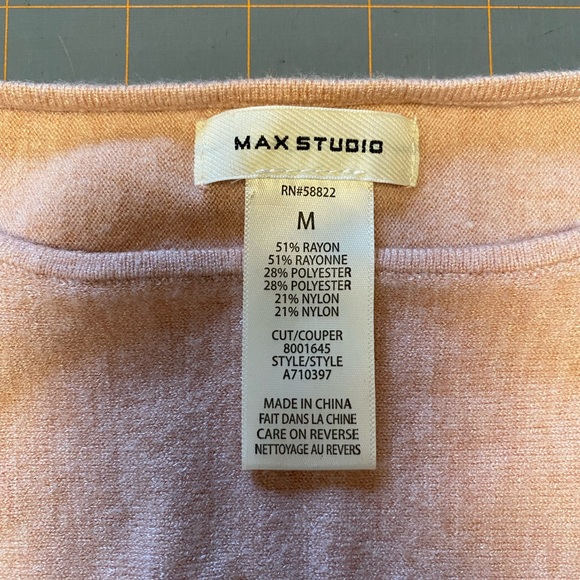 MAX STUDIO
RN#58822
M
51% RAYON
51% RAYONNE
28% POLYESTER
28% POLYESTER
21% NYLON
21% NYLON
CUT/COUPER
8001645
STYLE/STYLE
A710397
MADE IN CHINA
FAIT DANS LA CHINE
CARE ON REVERSE
NETTOYAGE AU REVERS